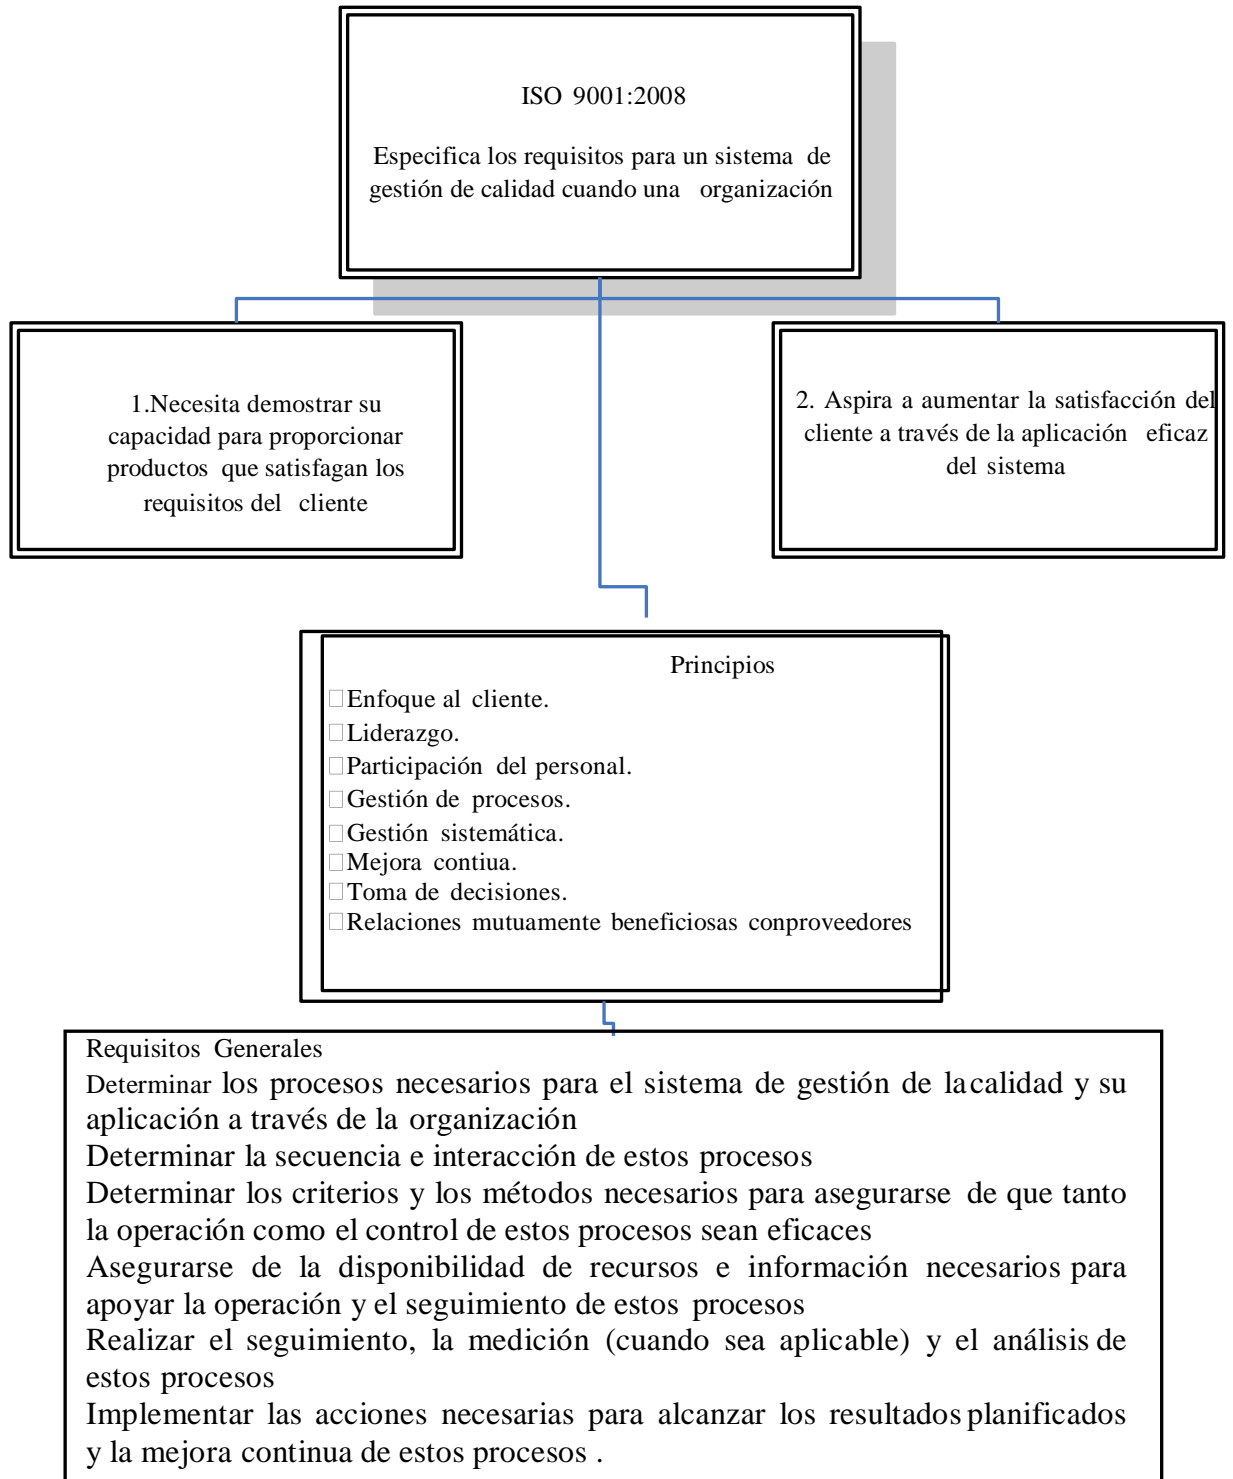 ISO 9001:2008
Especifica los requisitos para un sistema de
gestión de calidad cuando una organización
1.Necesita demostrar su
capacidad para proporcionar
productos que satisfagan los
requisitos del cliente
2. Aspira a aumentar la satisfacción del
cliente a través de la aplicación eficaz
del sistema
Principios
Enfoque al cliente.
Liderazgo.
Participación del personal.
Gestión de procesos.
Gestión sistemática.
Mejora contiua.
Toma de decisiones.
Relaciones mutuamente beneficiosas conproveedores
Requisitos Generales
Determinar los procesos necesarios para el sistema de gestión de lacalidad y su
aplicación a través de la organización
Determinar la secuencia e interacción de estos procesos
Determinar los criterios y los métodos necesarios para asegurarse de que tanto
la operación como el control de estos procesos sean eficaces
Asegurarse de la disponibilidad de recursos e información necesarios para
apoyar la operación y el seguimiento de estos procesos
Realizar el seguimiento, la medición (cuando sea aplicable) y el análisis de
estos procesos
Implementar las acciones necesarias para alcanzar los resultados planificados
y la mejora continua de estos procesos .